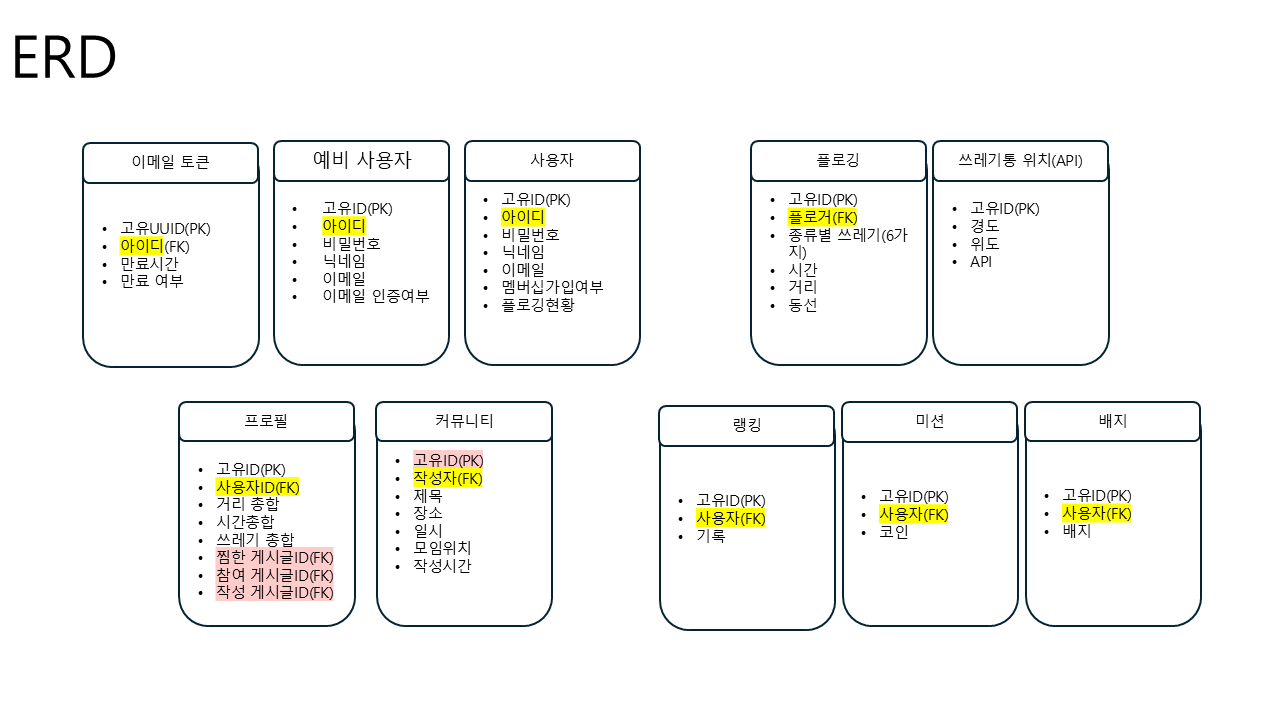 ERD
이메일 토큰
• 고유UUID(PK)
• 아이디(FK)
• 만료시간
• 만료 여부
예비 사용자
• 고유ID(PK)
• 아이디
• 비밀번호
• 닉네임
• 이메일
• 이메일 인증여부
사용자
• 고유ID(PK)
• 아이디
• 비밀번호
• 닉네임
• 이메일
• 멤버십가입여부
• 플로깅현황
플로깅
• 고유ID(PK)
• 플로거(FK)
• 종류별 쓰레기(6가
지)
• 시간
• 거리
• 동선
쓰레기통 위치(API)
• 고유ID(PK)
• 경도
• 위도
• API
프로필
• 고유ID(PK)
• 사용자ID(FK)
• 거리 종합
• 시간종합
• 쓰레기 종합
• 찜한 게시글ID(FK)
• 참여 게시글ID(FK)
• 작성 게시글ID(FK)
커뮤니티
• 고유ID(PK)
• 작성자(FK)
• 제목
• 장소
• 일시
• 모임위치
• 작성시간
랭킹
• 고유ID(PK)
• 사용자(FK)
• 기록
미션
• 고유ID(PK)
• 사용자(FK)
• 코인
배지
• 고유ID(PK)
• 사용자(FK)
• 배지